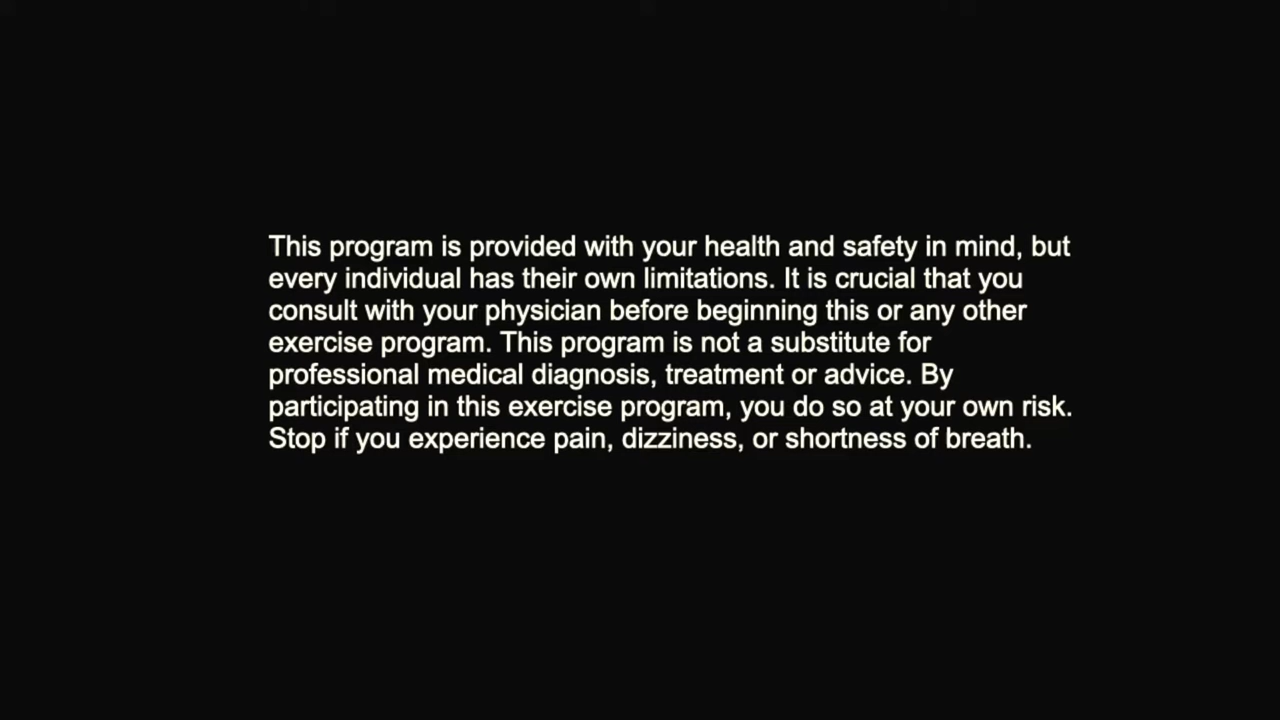 This program is provided with your health and safety in mind, but
every individual has their own limitations. It is crucial that you
consult with your physician before beginning this or any other
exercise program. This program is not a substitute for
professional medical diagnosis, treatment or advice. By
participating in this exercise program, you do so at your own risk.
Stop if you experience pain, dizziness, or shortness of breath.